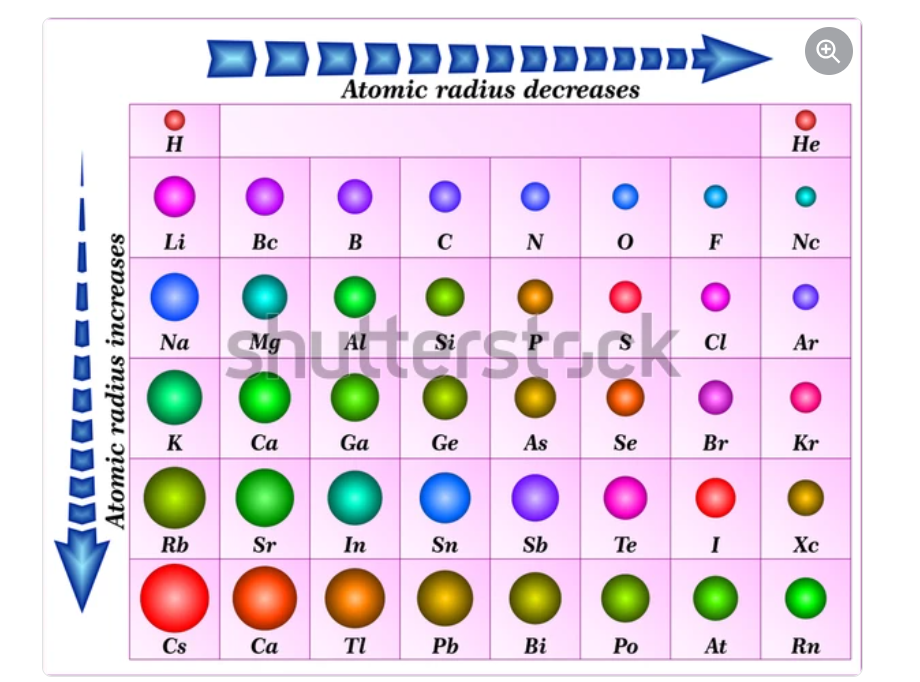 Atomic radius decreases
Atomic radius increases
H He
Li Bc B C N O F Nc
Na Mg Al Si P S Cl Ar
shutterstock
K Ca Ga Ge As Se Br Kr
Rb Sr In Sn Sb Te I Xc
Cs Ca Tl Pb Bi Po At Rn